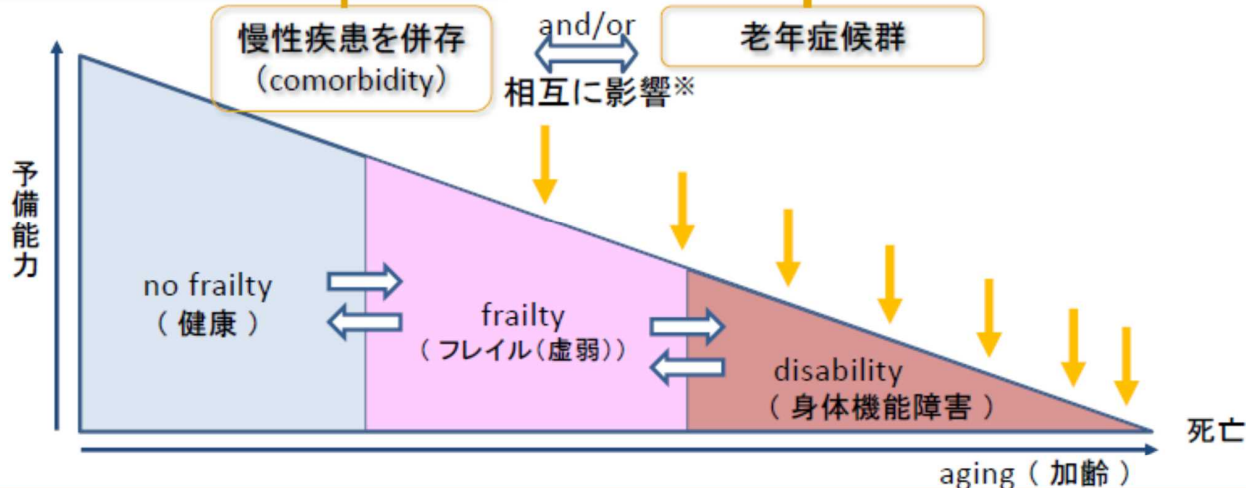 慢性疾患を併存
（comorbidity）
and/or
相互に影響※
老年症候群
予備能力
no frailty
（ 健康 ）
frailty
（ フレイル（虚弱））
disability
（ 身体機能障害 ）
死亡
aging（ 加齢 ）